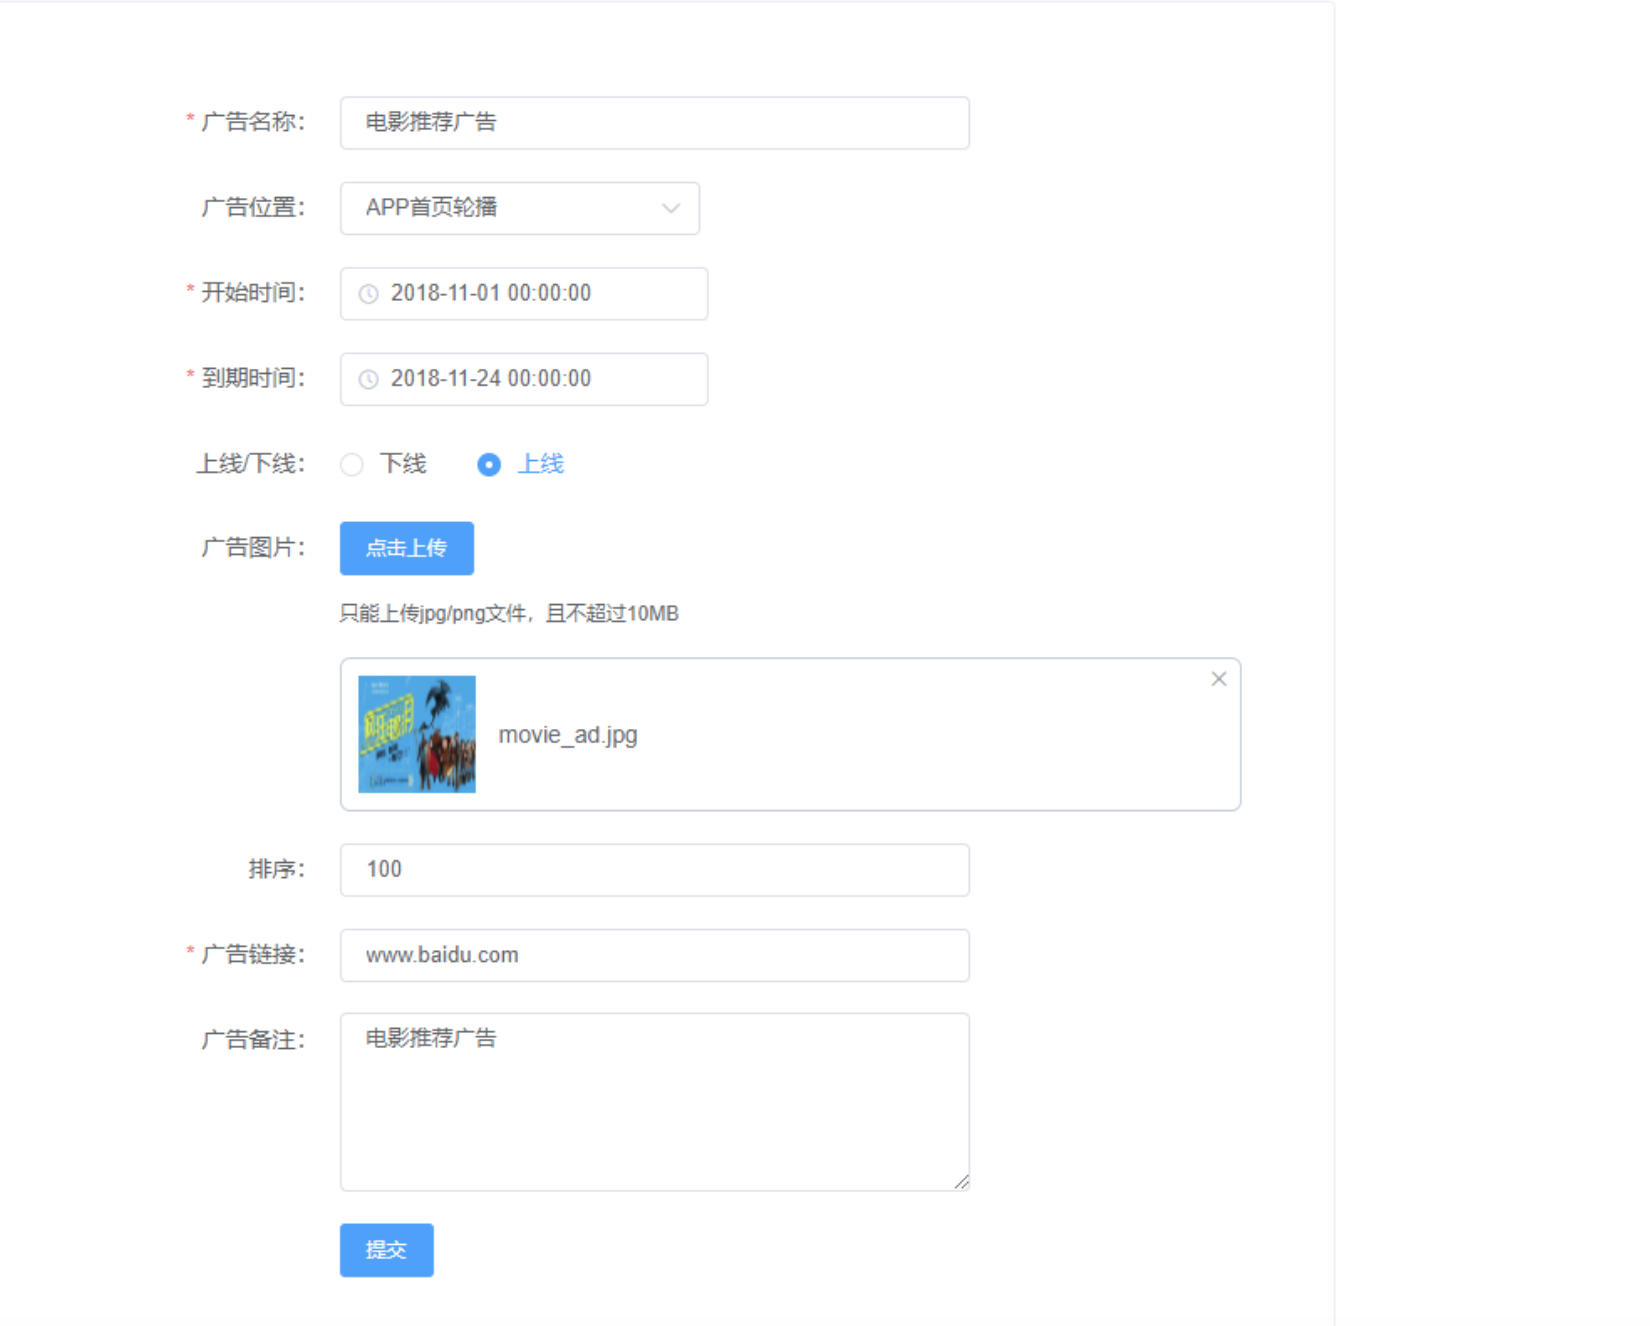 * 广告名称： 电影推荐广告
广告位置： APP首页轮播
* 开始时间： 2018-11-01 00:00:00
* 到期时间： 2018-11-24 00:00:00
上线/下线： 下线 上线
广告图片： 点击上传
只能上传jpg/png文件，且不超过10MB
movie_ad.jpg
排序： 100
* 广告链接： www.baidu.com
广告备注： 电影推荐广告
提交